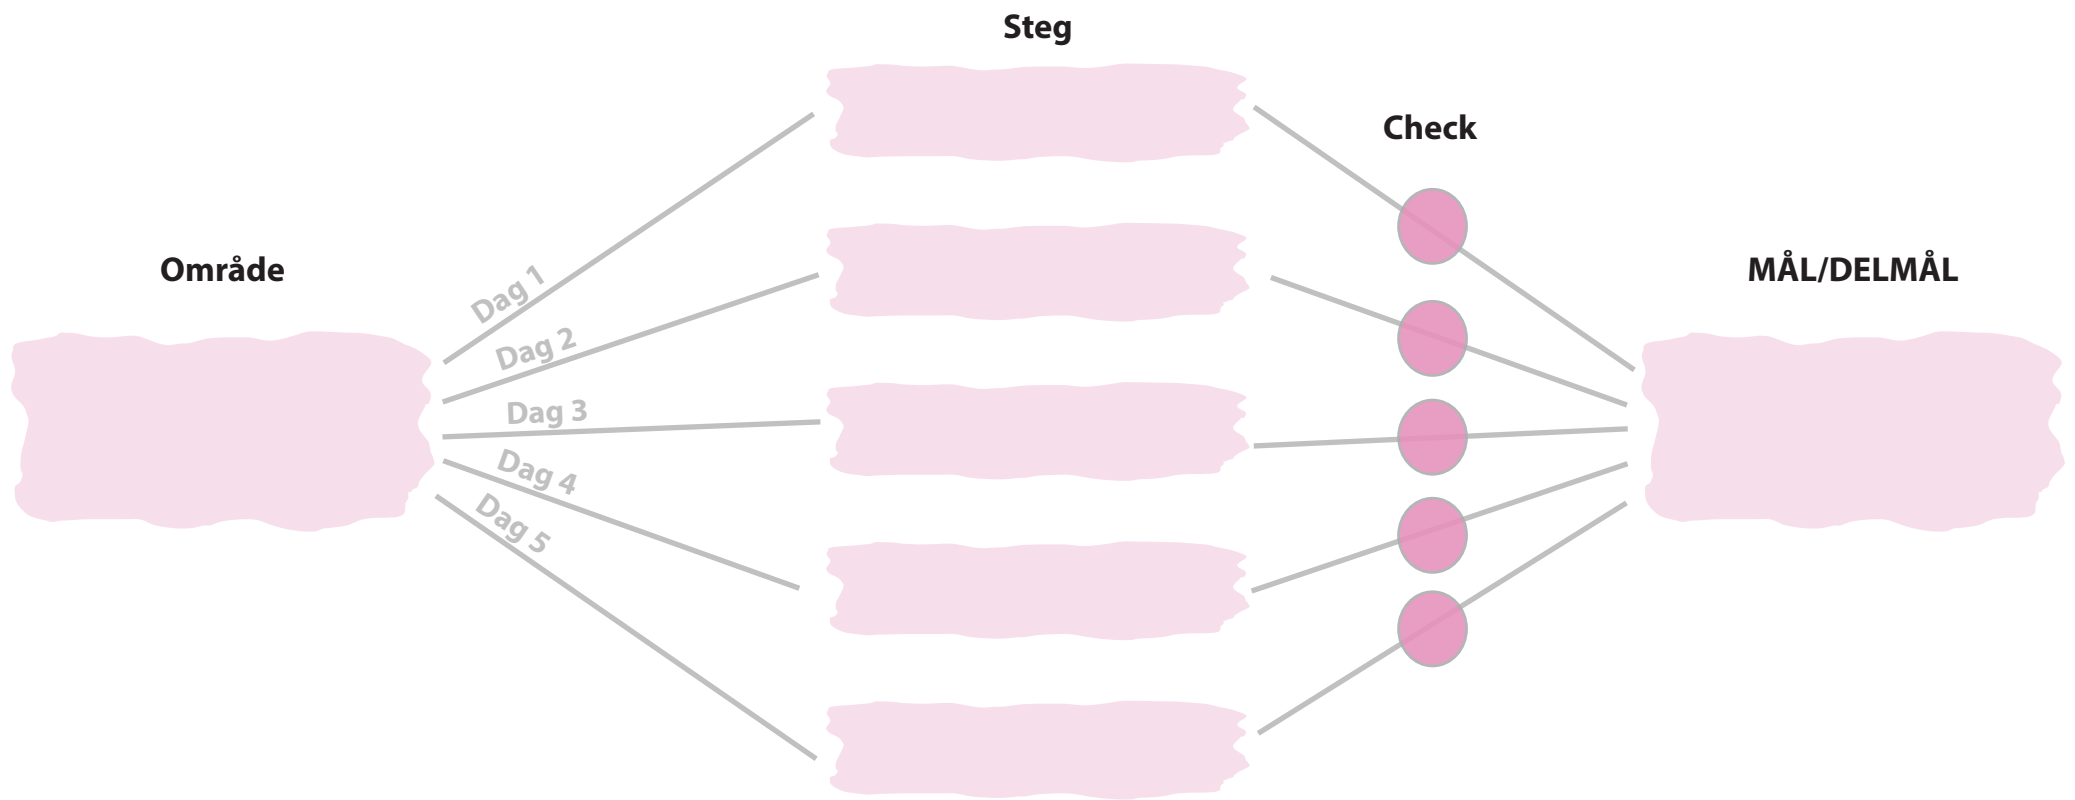 Steg
Check
Område
MÅL/DELMÅL
Dag 1
Dag 2
Dag 3
Dag 4
Dag 5